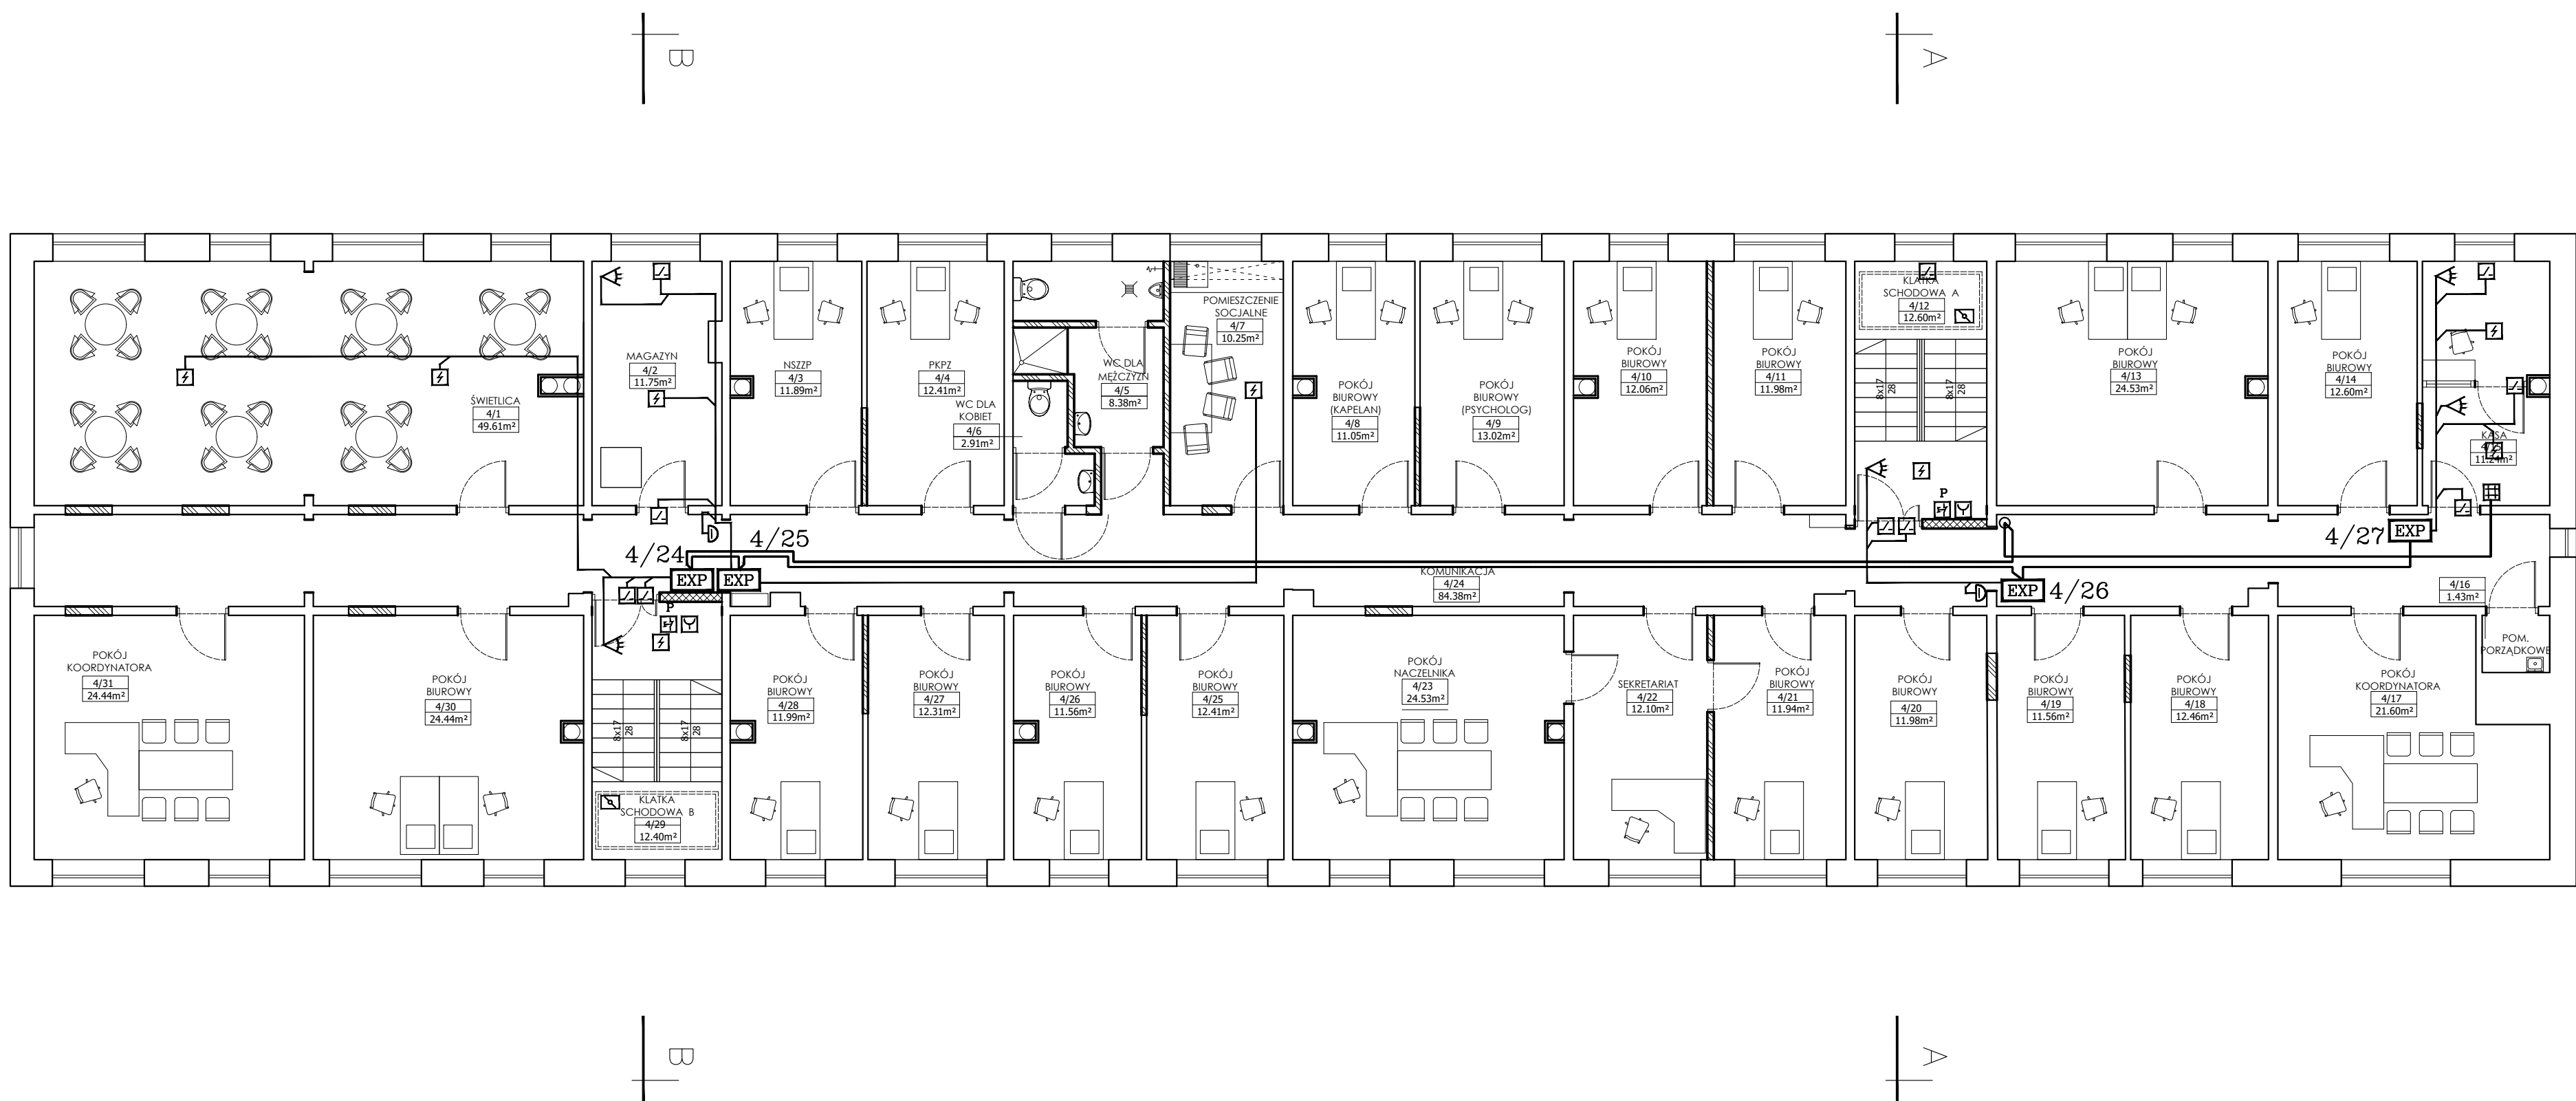 B
A
ŚWIETLICA
4/1
49.61m²
MAGAZYN
4/2
11.75m²
NSZZP
4/3
11.89m²
PKPZ
4/4
12.41m²
WC DLA
KOBIET
4/6
2.91m²
WC DLA
MĘŻCZYZN
4/5
8.38m²
POMIESZCZENIE
SOCJALNE
4/7
10.25m²
POKÓJ
BIUROWY
(KAPELAN)
4/8
11.05m²
POKÓJ
BIUROWY
(PSYCHOLOG)
4/9
13.02m²
POKÓJ
BIUROWY
4/10
12.06m²
POKÓJ
BIUROWY
4/11
11.98m²
KLATKA
SCHODOWA A
4/12
12.60m²
8x17
28
8x17
28
P
POKÓJ
BIUROWY
4/13
24.53m²
POKÓJ
BIUROWY
4/14
12.60m²
KASA
4/24
4/25
EXP
EXP
KOMUNIKACJA
4/24
84.38m²
EXP
4/26
4/27
EXP
4/16
1.43m²
POM.
PORZĄDKOWE
POKÓJ
KOORDYNATORA
4/31
24.44m²
POKÓJ
BIUROWY
4/30
24.44m²
P
8x17
28
8x17
28
KLATKA
SCHODOWA B
4/29
12.40m²
POKÓJ
BIUROWY
4/28
11.99m²
POKÓJ
BIUROWY
4/27
12.31m²
POKÓJ
BIUROWY
4/26
11.56m²
POKÓJ
BIUROWY
4/25
12.41m²
POKÓJ
NACZELNIKA
4/23
24.53m²
SEKRETARIAT
4/22
12.10m²
POKÓJ
BIUROWY
4/21
11.94m²
POKÓJ
BIUROWY
4/20
11.98m²
POKÓJ
BIUROWY
4/19
11.56m²
POKÓJ
BIUROWY
4/18
12.46m²
POKÓJ
KOORDYNATORA
4/17
21.60m²
B
A